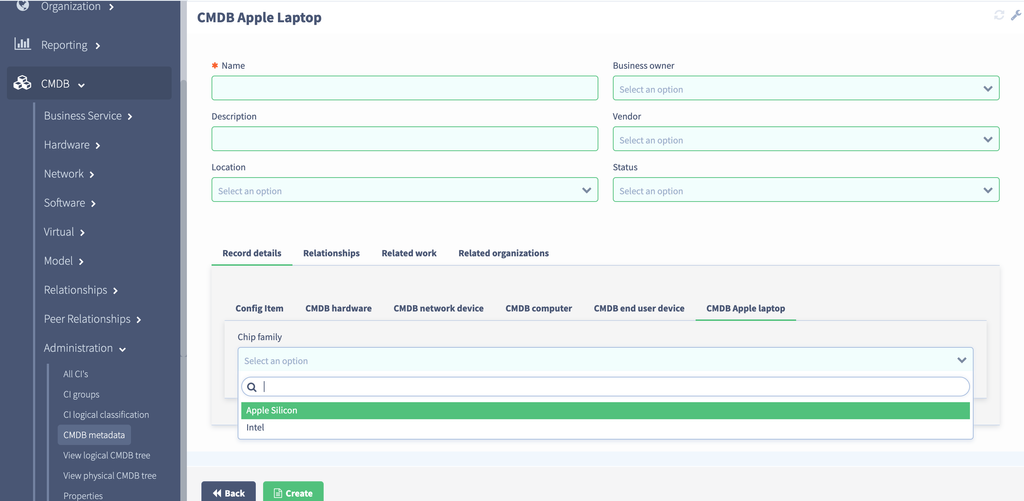 Organization
Reporting
CMDB
Business Service
Hardware
Network
Software
Virtual
Model
Relationships
Peer Relationships
Administration
All CI's
CI groups
CI logical classification
CMDB metadata
View logical CMDB tree
View physical CMDB tree
Properties
CMDB Apple Laptop
* Name
Business owner
Select an option
Description
Vendor
Select an option
Location
Status
Select an option
Select an option
Record details Relationships Related work Related organizations
Config Item CMDB hardware CMDB network device CMDB computer CMDB end user device CMDB Apple laptop
Chip family
Select an option
Apple Silicon
Intel
Back Create